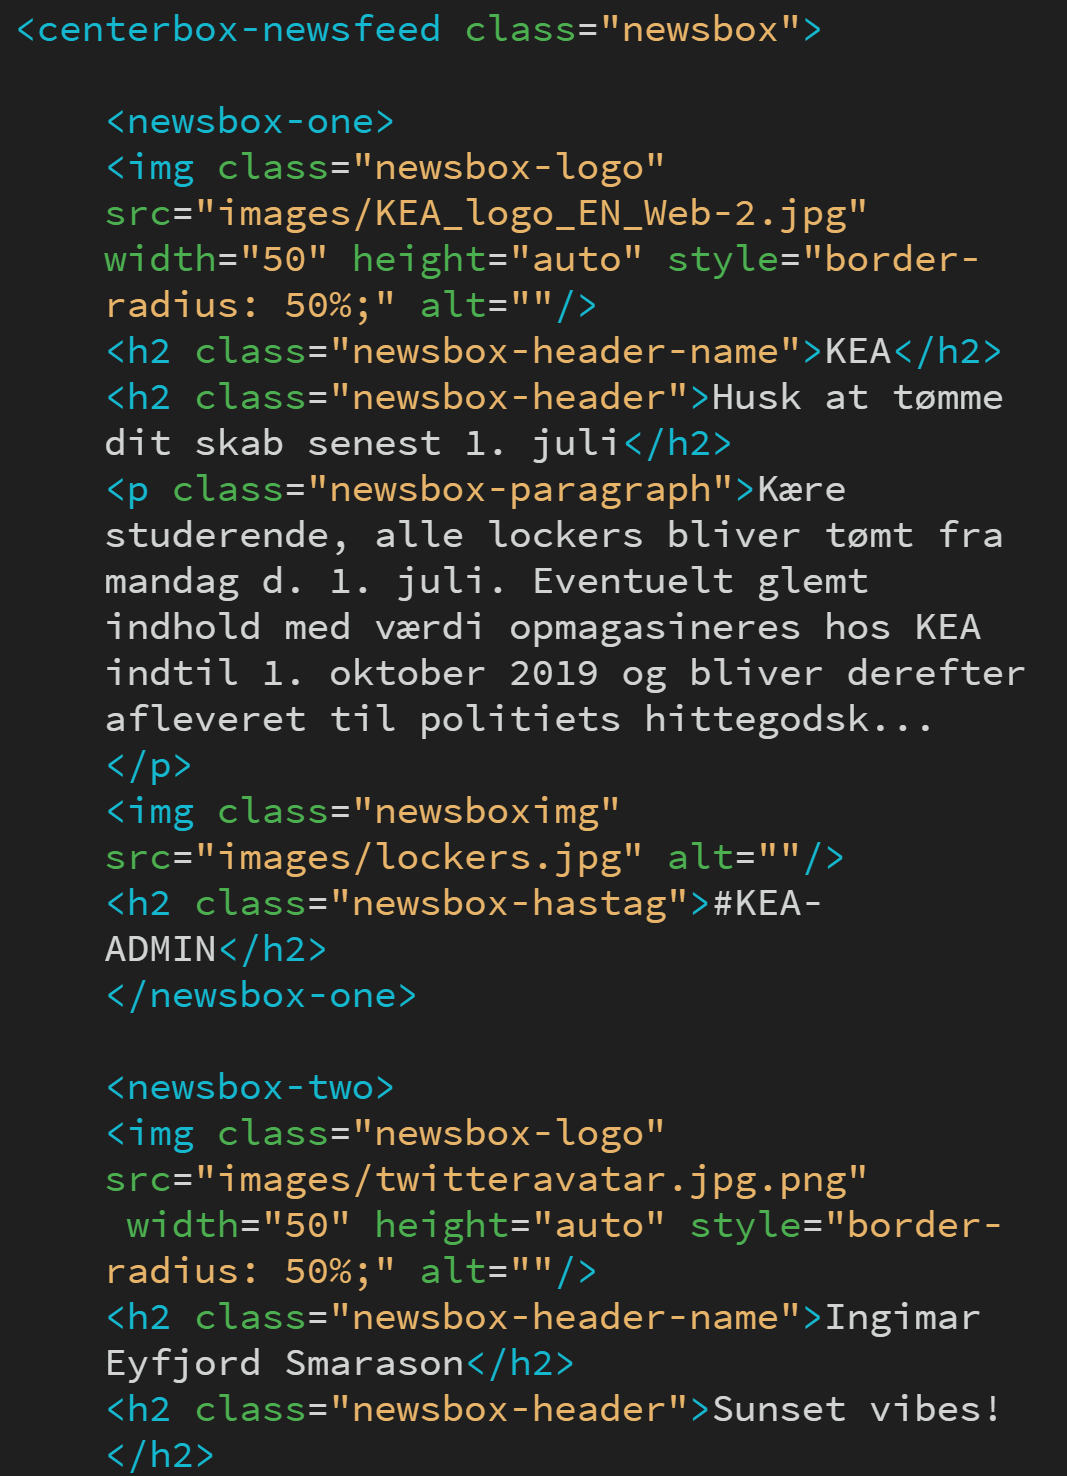 <centerbox-newsfeed class="newsbox">
<newsbox-one>
<img class="newsbox-logo"
src="images/KEA_logo_EN_Web-2.jpg"
width="50" height="auto" style="border-
radius: 50%;" alt=""/>
<h2 class="newsbox-header-name">KEA</h2>
<h2 class="newsbox-header">Husk at tømme
dit skab senest 1. juli</h2>
<p class="newsbox-paragraph">Kære
studerende, alle lockers bliver tømt fra
mandag d. 1. juli. Eventuelt glemt
indhold med værdi opmagasineres hos KEA
indtil 1. oktober 2019 og bliver derefter
afleveret til politiets hittegodsk...
</p>
<img class="newsboximg"
src="images/lockers.jpg" alt=""/>
<h2 class="newsbox-hastag">#KEA-
ADMIN</h2>
</newsbox-one>
<newsbox-two>
<img class="newsbox-logo"
src="images/twitteravatar.jpg.png"
width="50" height="auto" style="border-
radius: 50%;" alt=""/>
<h2 class="newsbox-header-name">Ingimar
Eyfjord Smarason</h2>
<h2 class="newsbox-header">Sunset vibes!
</h2>